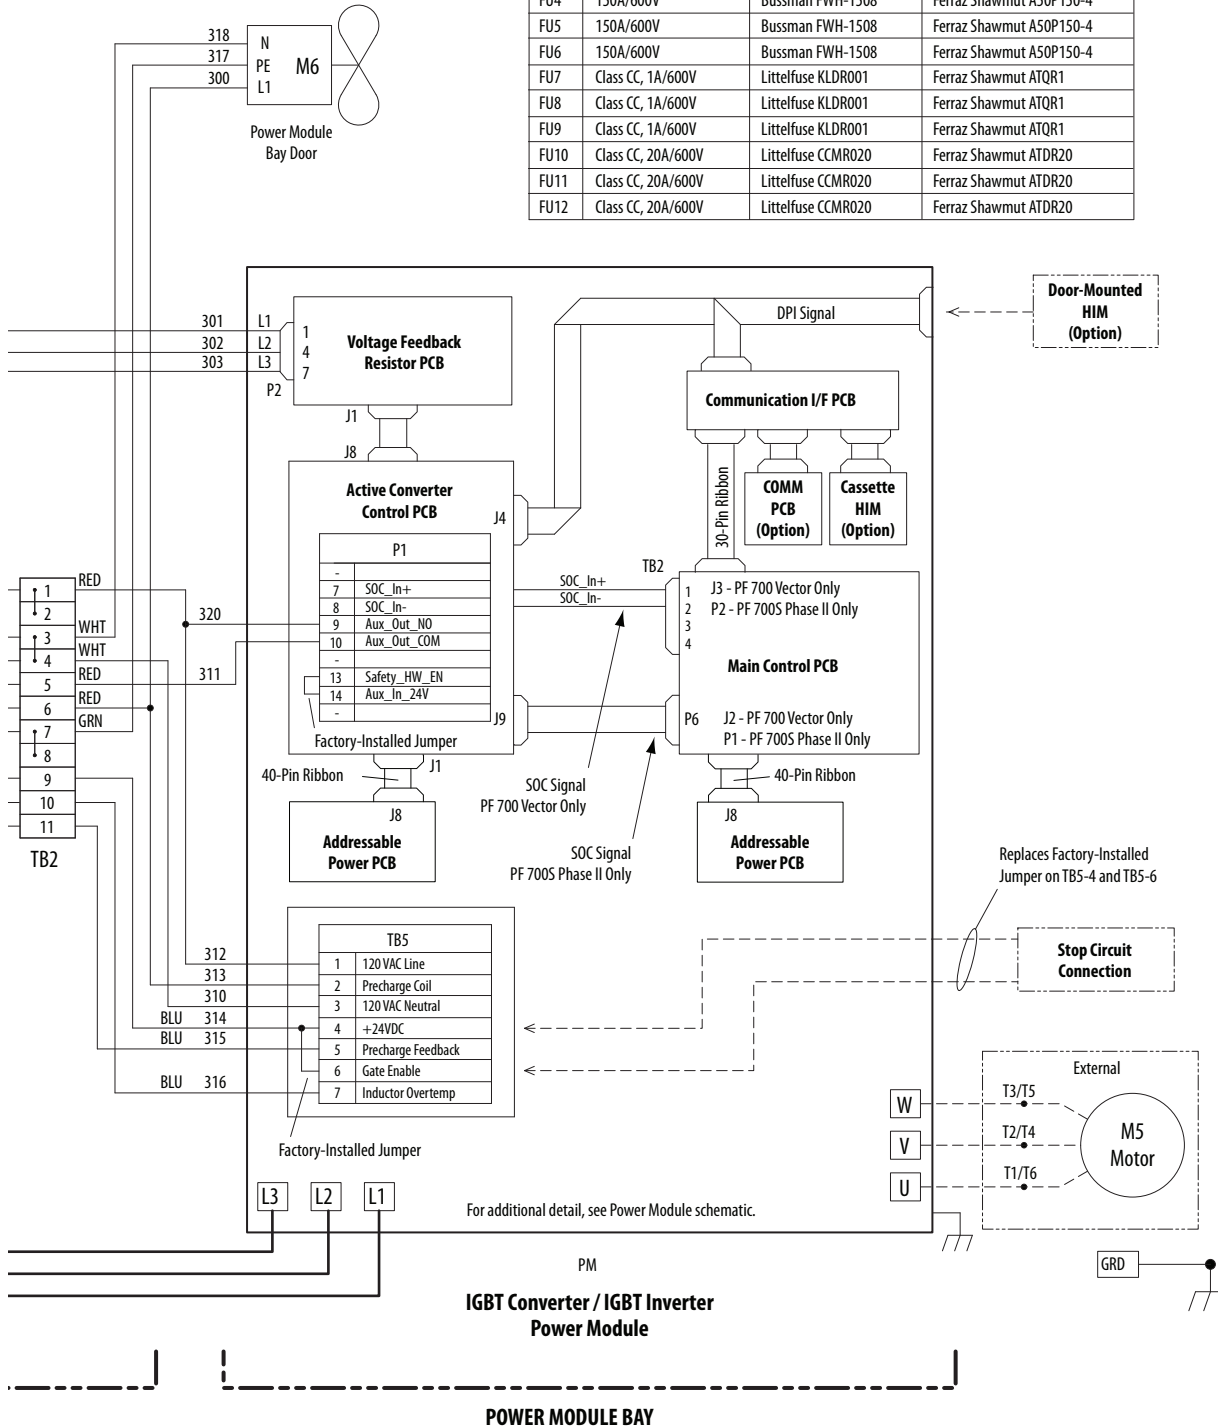 FU4 150A/600V Bussman FWH-1508 Ferraz Shawmut A50P150-4
FU5 150A/600V Bussman FWH-1508 Ferraz Shawmut A50P150-4
FU6 150A/600V Bussman FWH-1508 Ferraz Shawmut A50P150-4
FU7 Class CC, 1A/600V Littelfuse KLDR001 Ferraz Shawmut ATQR1
FU8 Class CC, 1A/600V Littelfuse KLDR001 Ferraz Shawmut ATQR1
FU9 Class CC, 1A/600V Littelfuse KLDR001 Ferraz Shawmut ATQR1
FU10 Class CC, 20A/600V Littelfuse CCMR020 Ferraz Shawmut ATDR20
FU11 Class CC, 20A/600V Littelfuse CCMR020 Ferraz Shawmut ATDR20
FU12 Class CC, 20A/600V Littelfuse CCMR020 Ferraz Shawmut ATDR20
318 N
317 PE M6
300 L1
Power Module
Bay Door
Door-Mounted
HIM
(Option)
DPI Signal
301 L1 1
302 L2 4
303 L3 7
P2
Voltage Feedback
Resistor PCB
J1
J8
Communication I/F PCB
30-Pin Ribbon
COMM
PCB
(Option)
Cassette
HIM
(Option)
Active Converter
Control PCB
J4
P1
-
7 SOC_In+
8 SOC_In-
9 Aux_Out_NO
10 Aux_Out_COM
-
13 Safety_HW_EN
14 Aux_In_24V
-
J9
Factory-Installed Jumper
J1
SOC_In+
SOC_In-
TB2
1
2
3
4
J3 - PF 700 Vector Only
P2 - PF 700S Phase II Only
Main Control PCB
P6
J2 - PF 700 Vector Only
P1 - PF 700S Phase II Only
1 RED
2
3 WHT
4 WHT
5 RED
6 RED
7 GRN
8
9
10
11
TB2
320
311
40-Pin Ribbon
J8
Addressable
Power PCB
SOC Signal
PF 700 Vector Only
SOC Signal
PF 700S Phase II Only
40-Pin Ribbon
J8
Addressable
Power PCB
Replaces Factory-Installed
Jumper on TB5-4 and TB5-6
Stop Circuit
Connection
TB5
312 1 120 VAC Line
313 2 Precharge Coil
310 3 120 VAC Neutral
BLU 314 4 +24VDC
BLU 315 5 Precharge Feedback
6 Gate Enable
BLU 316 7 Inductor Overtemp
Factory-Installed Jumper
External
W T3/T5
V T2/T4
U T1/T6
M5
Motor
L3 L2 L1
For additional detail, see Power Module schematic.
PM
GRD
IGBT Converter / IGBT Inverter
Power Module
POWER MODULE BAY